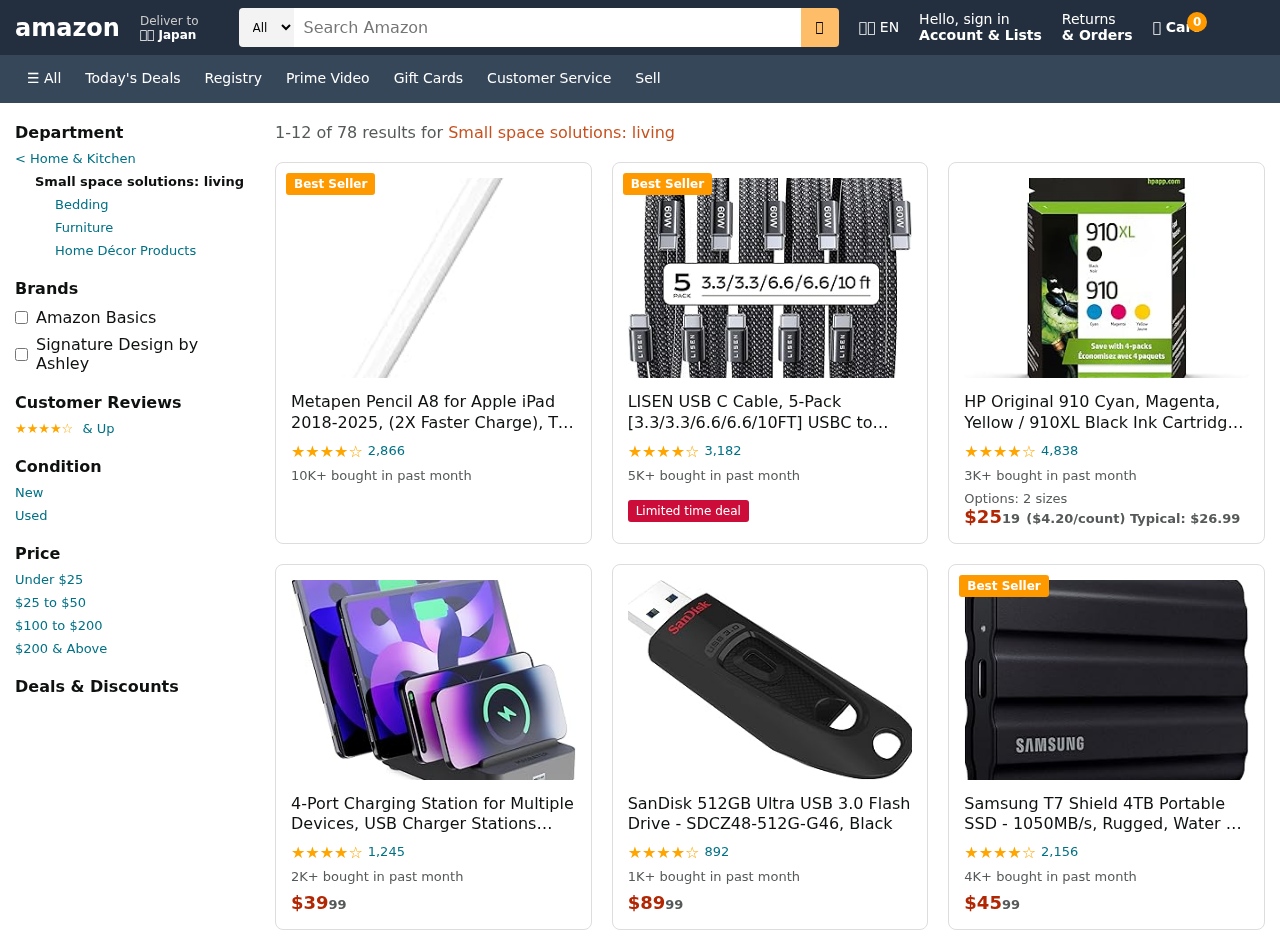 amazon
Deliver to
Japan
All
Search Amazon
EN
Hello, sign in
Account & Lists
Returns
& Orders
0
☰ All
Today's Deals
Registry
Prime Video
Gift Cards
Customer Service
Sell
Department
< Home & Kitchen
Small space solutions: living
Bedding
Furniture
Home Décor Products
Brands
Amazon Basics
Signature Design by
Ashley
Customer Reviews
★★★★☆ & Up
Condition
New
Used
Price
Under $25
$25 to $50
$100 to $200
$200 & Above
Deals & Discounts
1-12 of 78 results for Small space solutions: living
Best Seller
Metapen Pencil A8 for Apple iPad
2018-2025, (2X Faster Charge), T...
★★★★☆ 2,866
10K+ bought in past month
Best Seller
60W 60W 60W 60W 60W
5 PACK 3.3/3.3/6.6/6.6/10 ft
LISEN LISEN LISEN LISEN LISEN
LISEN USB C Cable, 5-Pack
[3.3/3.3/6.6/6.6/10FT] USBC to...
★★★★☆ 3,182
5K+ bought in past month
Limited time deal
hpapp.com
910XL
Black
Noir
910
Cyan Magenta Yellow
Save with 4-packs
Économisez avec 4 paquets
HP Original 910 Cyan, Magenta,
Yellow / 910XL Black Ink Cartridg...
★★★★☆ 4,838
3K+ bought in past month
Options: 2 sizes
$25 19 ($4.20/count) Typical: $26.99
4-Port Charging Station for Multiple
Devices, USB Charger Stations...
★★★★☆ 1,245
2K+ bought in past month
$39 99
SanDisk
USB 3.0
SanDisk 512GB Ultra USB 3.0 Flash
Drive - SDCZ48-512G-G46, Black
★★★★☆ 892
1K+ bought in past month
$89 99
Best Seller
SAMSUNG
Samsung T7 Shield 4TB Portable
SSD - 1050MB/s, Rugged, Water ...
★★★★☆ 2,156
4K+ bought in past month
$45 99